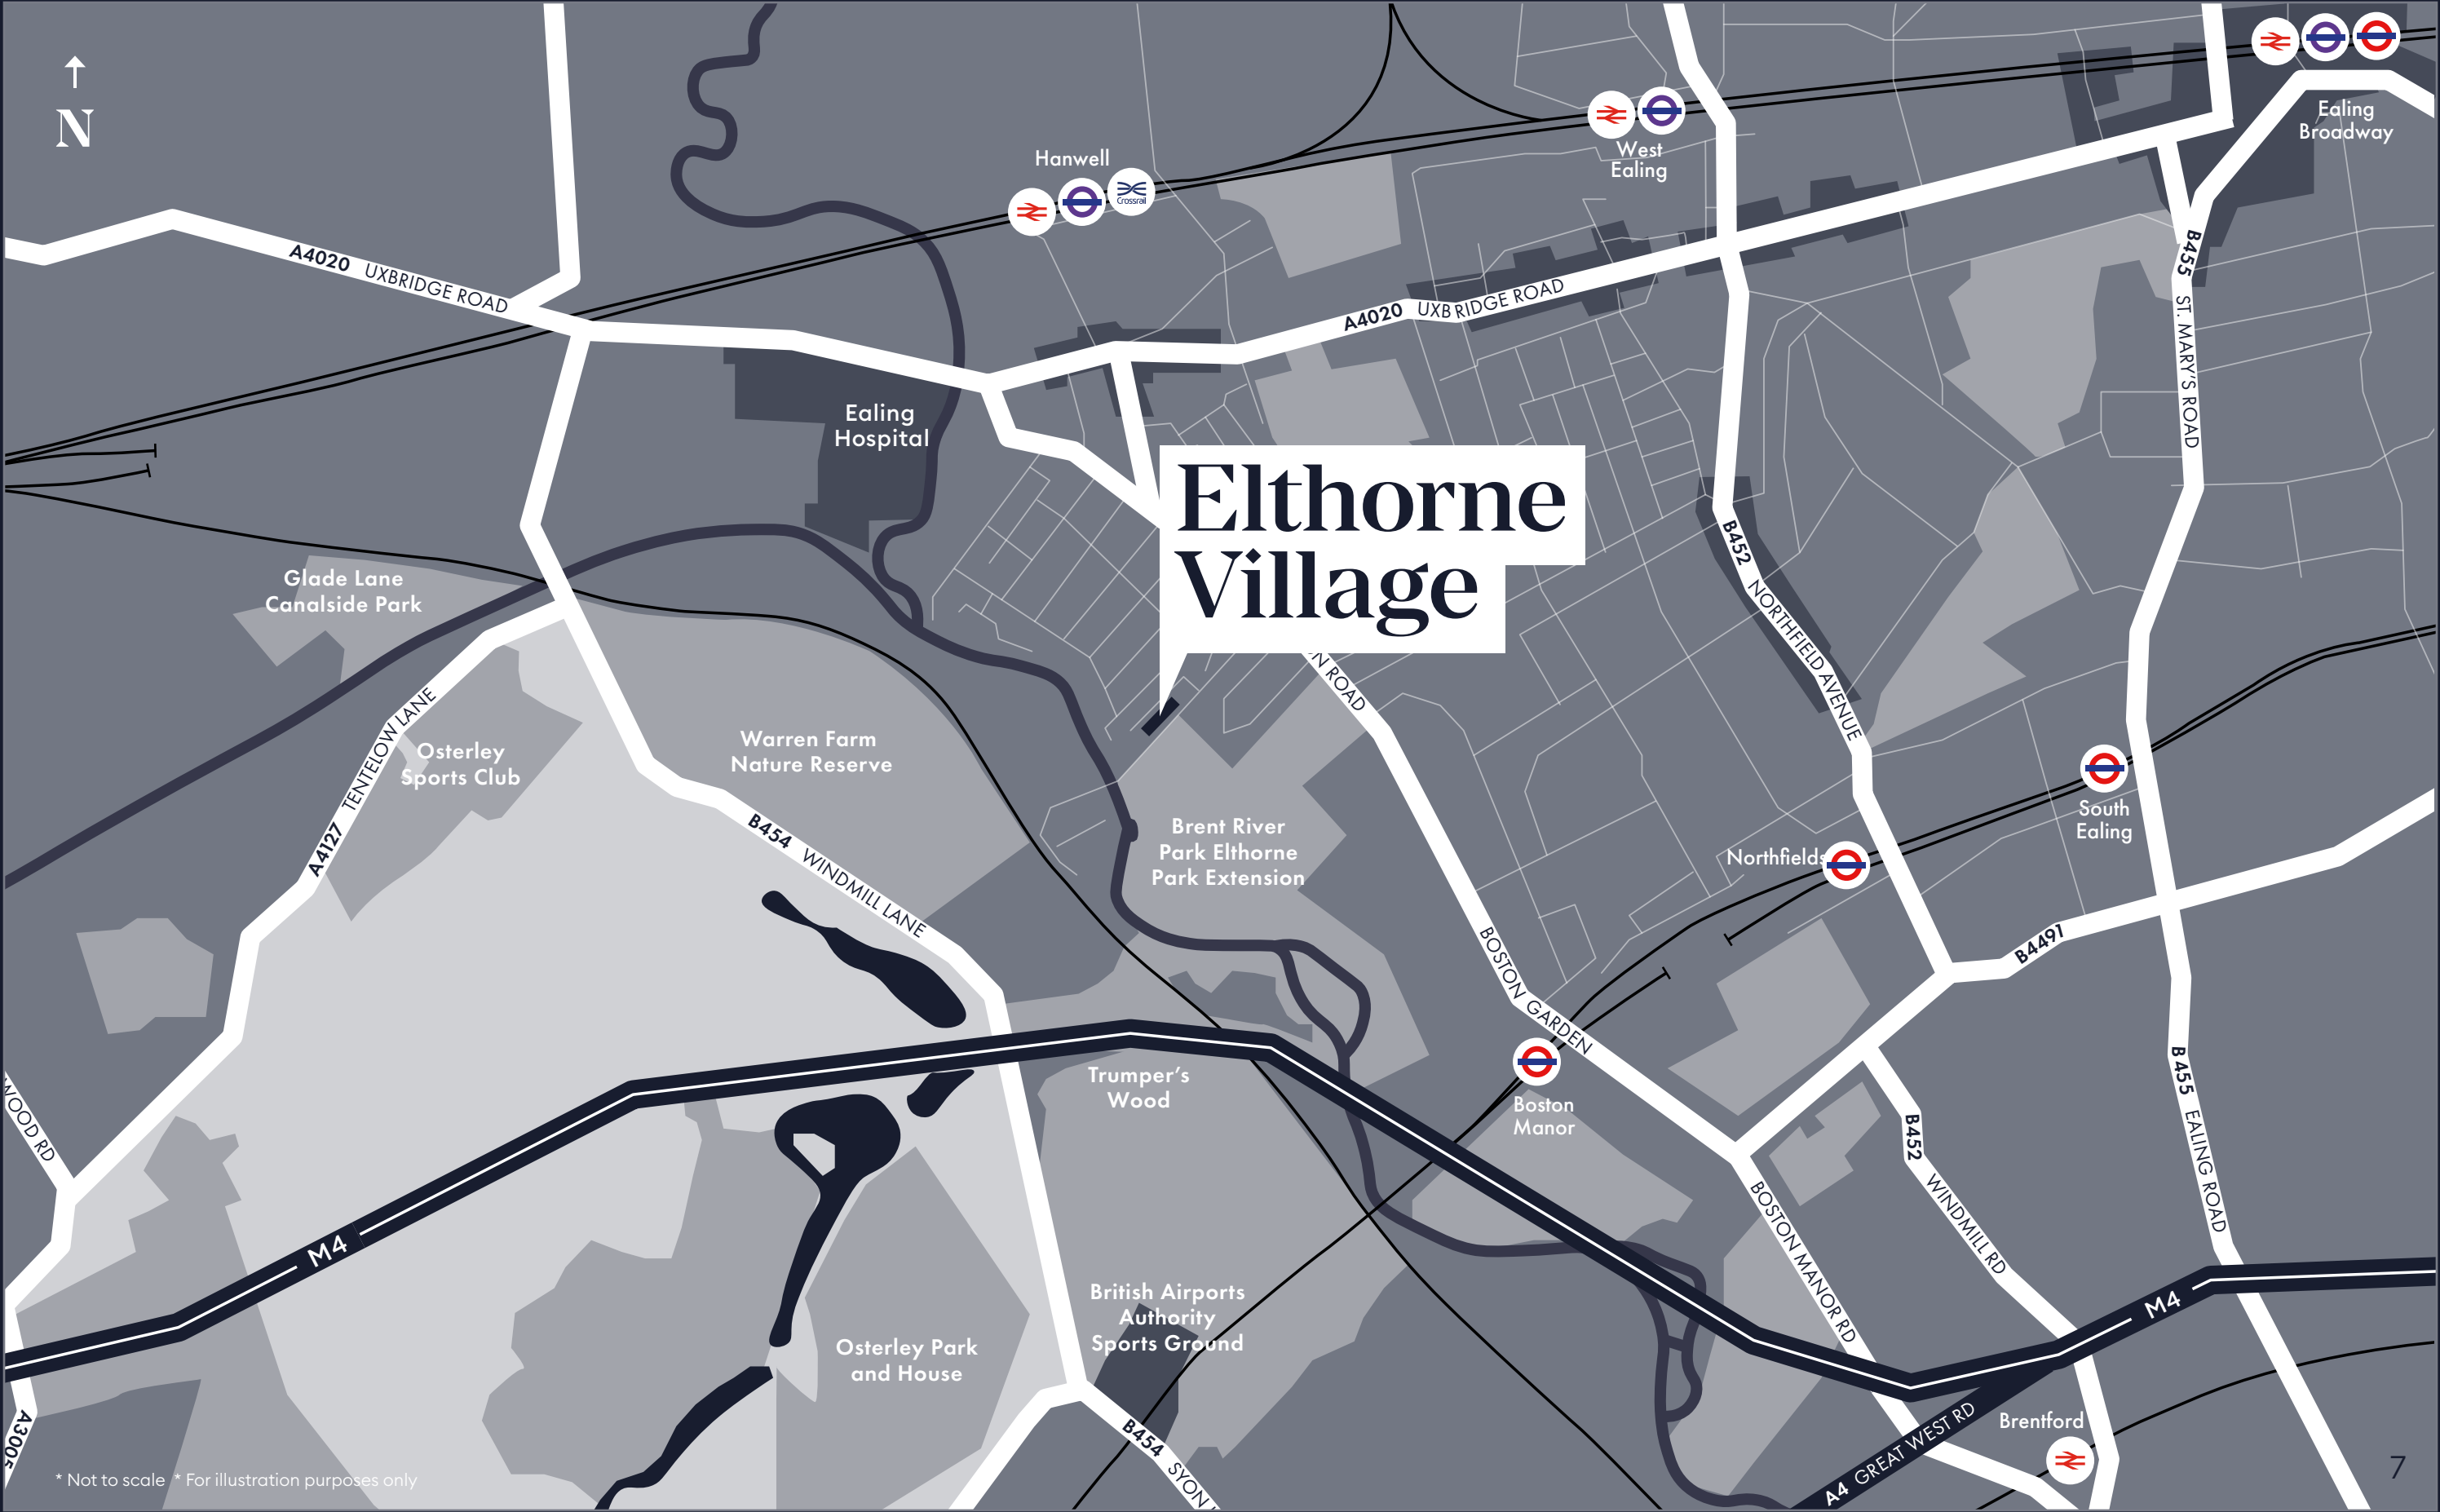 N
Hanwell
Crossrail
West
Ealing
Ealing
Broadway
A4020 UXBRIDGE ROAD
A4020 UXBRIDGE ROAD
B455 ST. MARY'S ROAD
Ealing
Hospital
Elthorne
Village
B452 NORTHFIELD AVENUE
Glade Lane
Canalside Park
A4127 TENTELOW LANE
Osterley
Sports Club
Warren Farm
Nature Reserve
B454 WINDMILL LANE
Brent River
Park Elthorne
Park Extension
N ROAD
Northfields
South
Ealing
B4491
BOSTON GARDEN
Boston
Manor
Trumper's
Wood
WOOD RD
M4
B452 WINDMILL RD
B455 EALING ROAD
BOSTON MANOR RD
British Airports
Authority
Sports Ground
Osterley Park
and House
M4
A4 GREAT WEST RD
Brentford
A3005
B454 SYON
* Not to scale * For illustration purposes only
7